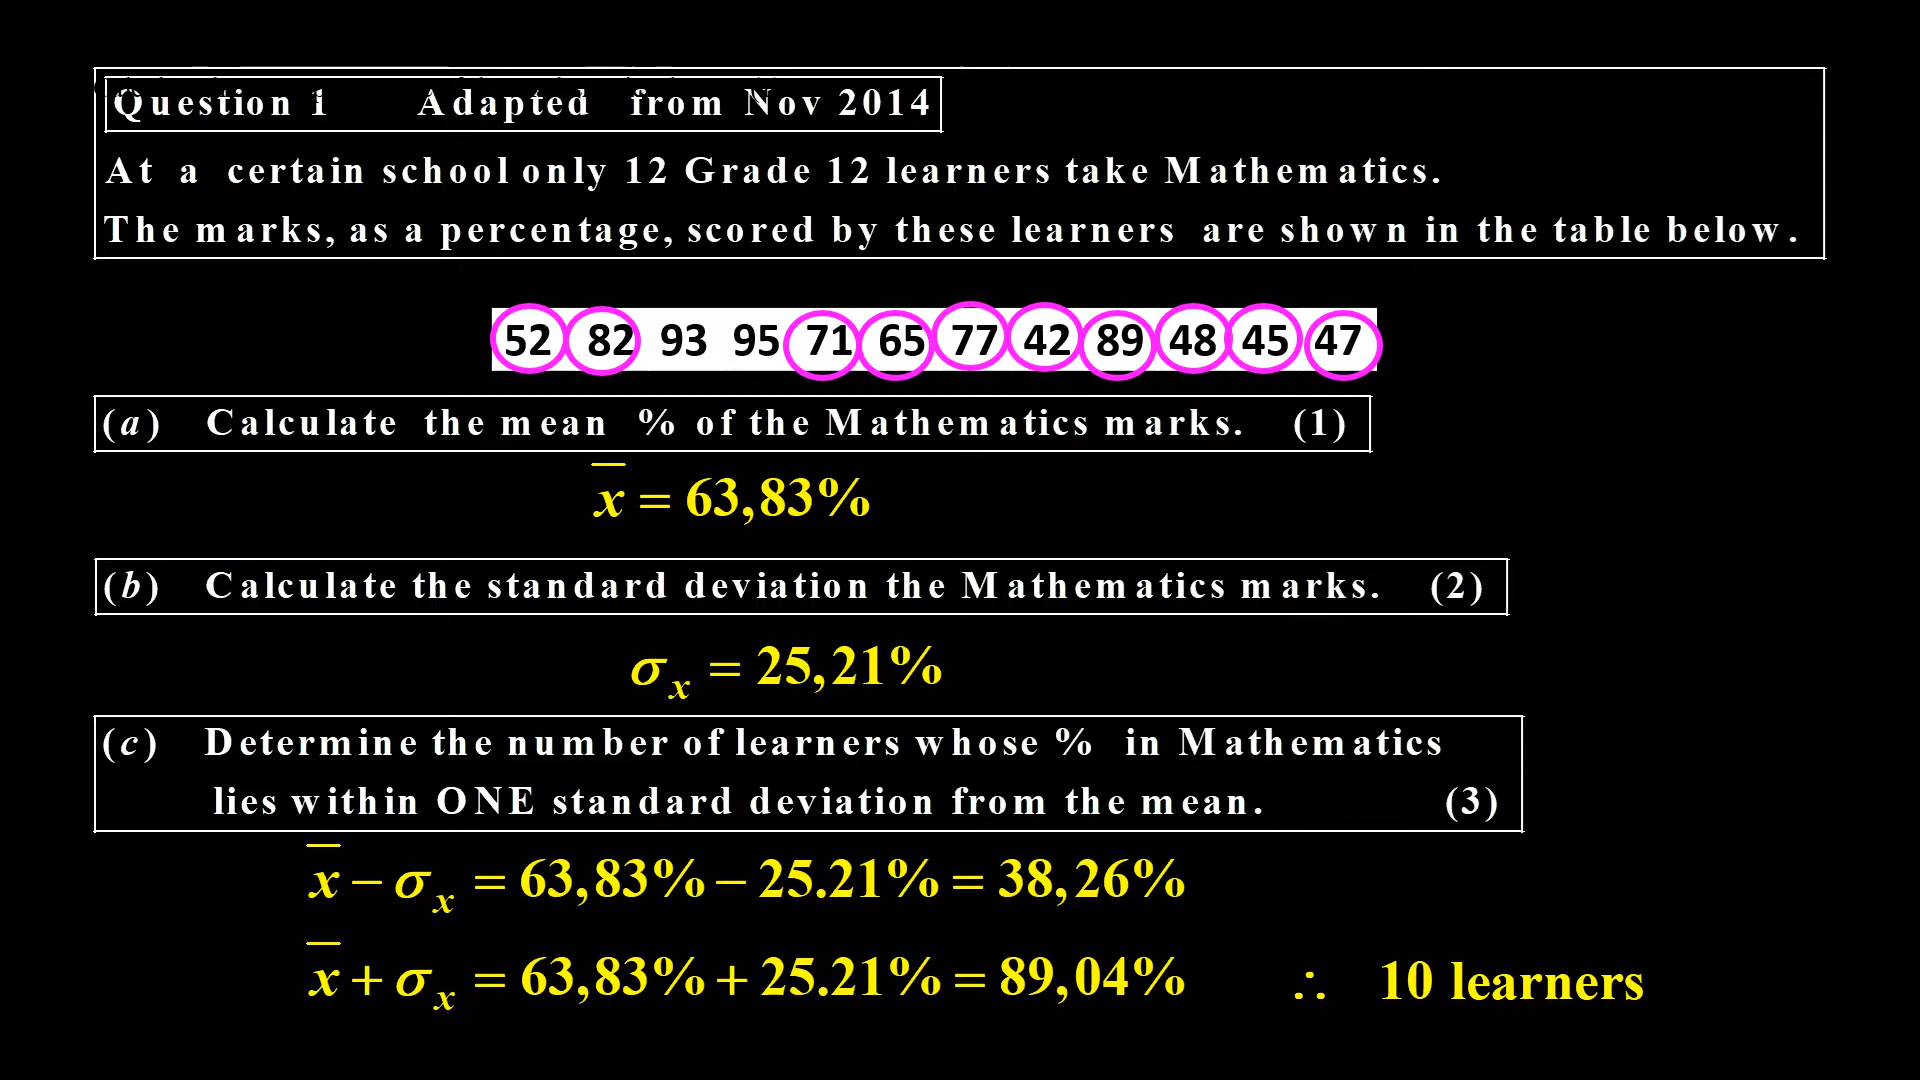 Question 1 Adapted from Nov 2014
At a certain school only 12 Grade 12 learners take Mathematics.
The marks, as a percentage, scored by these learners are shown in the table below.
52 82 93 95 71 65 77 42 89 48 45 47
(a) Calculate the mean % of the Mathematics marks. (1)
x̅ = 63,83%
(b) Calculate the standard deviation the Mathematics marks. (2)
σₓ = 25,21%
(c) Determine the number of learners whose % in Mathematics
lies within ONE standard deviation from the mean. (3)
x̅ − σₓ = 63,83% − 25.21% = 38,26%
x̅ + σₓ = 63,83% + 25.21% = 89,04% ∴ 10 learners